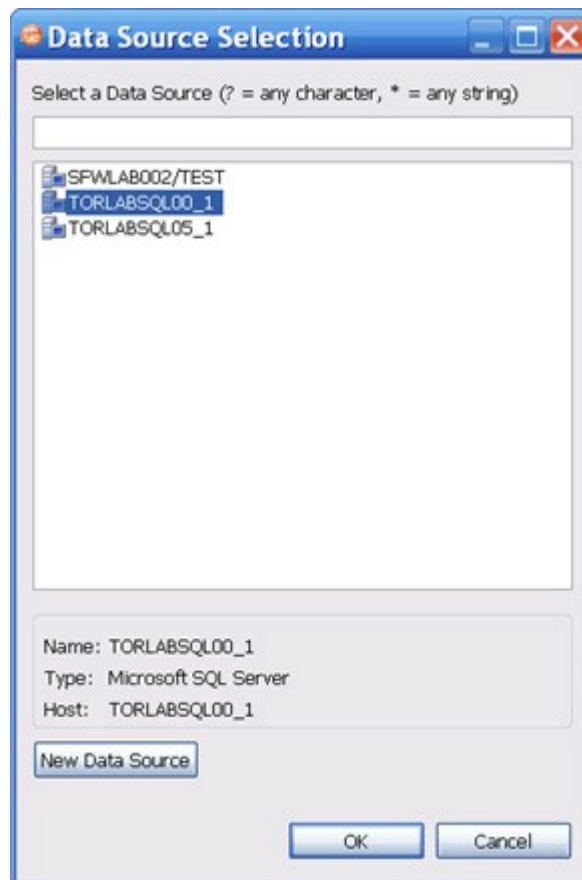 Data Source Selection
Select a Data Source (? = any character, * = any string)
SFWLAB002/TEST
TORLABSQL00_1
TORLABSQL05_1
Name: TORLABSQL00_1
Type: Microsoft SQL Server
Host: TORLABSQL00_1
New Data Source
OK Cancel